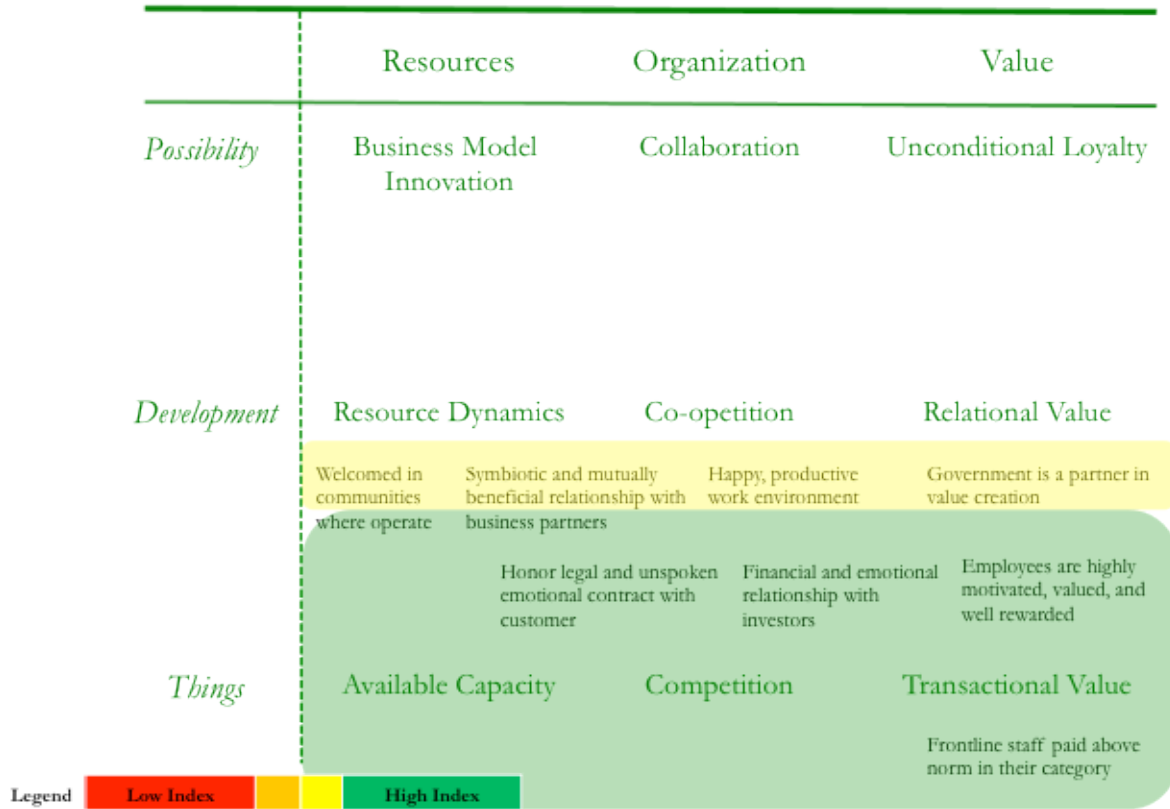 Resources Organization Value
Possibility Business Model Collaboration Unconditional Loyalty
Innovation
Development Resource Dynamics Co-opetition Relational Value
Welcomed in
communities
where operate
Symbiotic and mutually
beneficial relationship with
business partners
Happy, productive
work environment
Government is a partner in
value creation
Honor legal and unspoken
emotional contract with
customer
Financial and emotional
relationship with
investors
Employees are highly
motivated, valued, and
well rewarded
Things Available Capacity Competition Transactional Value
Frontline staff paid above
norm in their category
Legend Low Index High Index